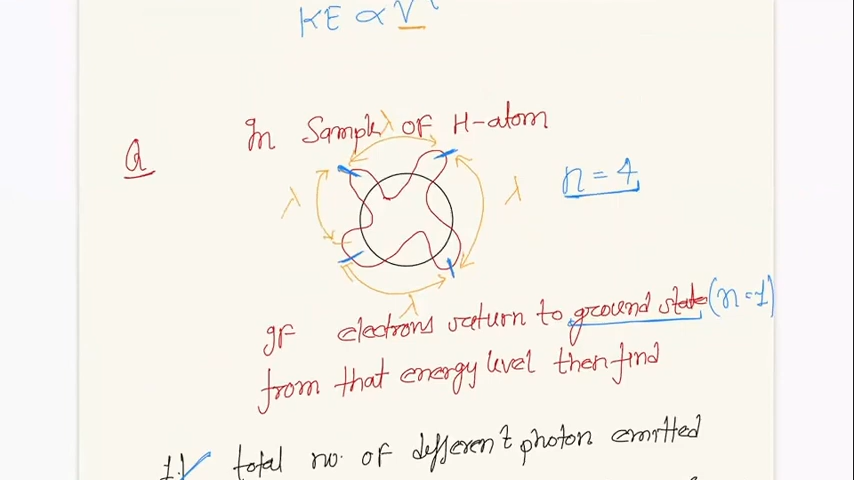 KE ∝ V
Q In Sample of H-atom
λ
λ
λ
λ
n = 4
If electrons return to ground state (n=1)
from that energy level then find
1.) total no. of different photon emitted